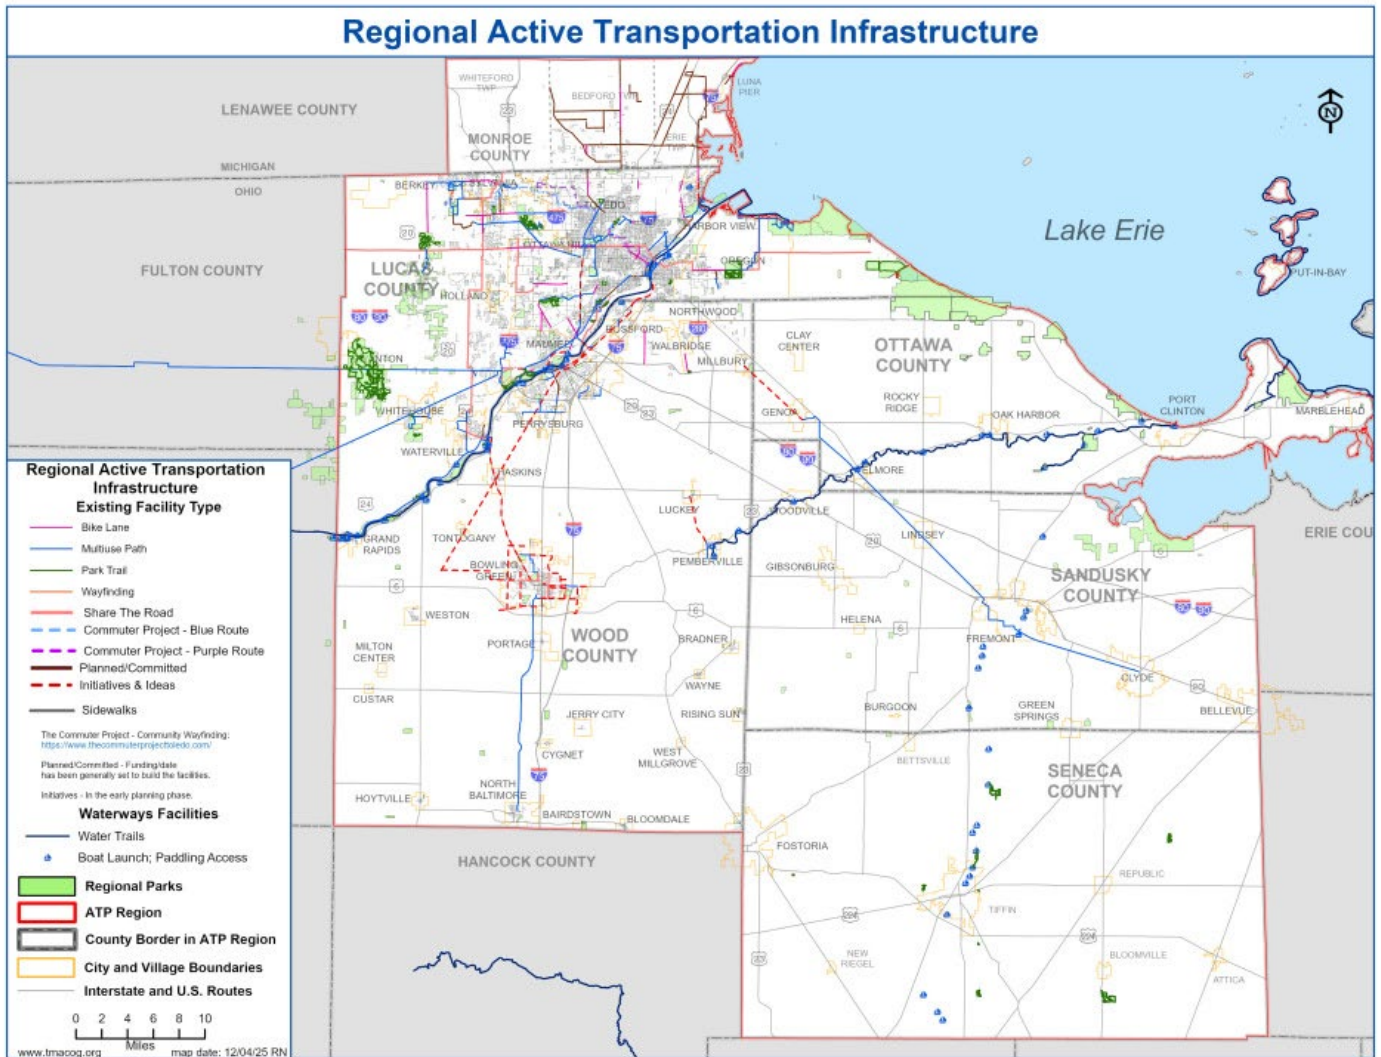 Regional Active Transportation Infrastructure
LENAWEE COUNTY
WHITEFORD
TWP
BEDFORD TWP
LUNA
PIER
MONROE
COUNTY
ERIE
TWP
MICHIGAN
OHIO
BERKEY
TOLEDO
HARBOR VIEW
Lake Erie
N
FULTON COUNTY
LUCAS
COUNTY
HOLLAND
OREGON
PUT-IN-BAY
NORTHWOOD
ROSSFORD
MAUMEE
WALBRIDGE
MILLBURY
CLAY
CENTER
OTTAWA
COUNTY
WHITEHOUSE
PERRYSBURG
GENOA
ROCKY
RIDGE
OAK HARBOR
PORT
CLINTON
MARBLEHEAD
WATERVILLE
HASKINS
ELMORE
LUCKEY
WOODVILLE
LINDSEY
ERIE COU
GRAND
RAPIDS
TONTOGANY
BOWLING
GREEN
PEMBERVILLE
GIBSONBURG
SANDUSKY
COUNTY
WESTON
PORTAGE
WOOD
COUNTY
BRADNER
HELENA
FREMONT
MILTON
CENTER
CUSTAR
WAYNE
CLYDE
JERRY CITY
RISING SUN
BURGOON
GREEN
SPRINGS
BELLEVUE
CYGNET
WEST
MILLGROVE
BETTSVILLE
SENECA
COUNTY
HOYTVILLE
NORTH
BALTIMORE
BAIRDSTOWN
BLOOMDALE
HANCOCK COUNTY
FOSTORIA
REPUBLIC
TIFFIN
NEW
RIEGEL
BLOOMVILLE
ATTICA
Regional Active Transportation
Infrastructure
Existing Facility Type
Bike Lane
Multiuse Path
Park Trail
Wayfinding
Share The Road
Commuter Project - Blue Route
Commuter Project - Purple Route
Planned/Committed
Initiatives & Ideas
Sidewalks
The Commuter Project - Community Wayfinding:
https://www.thecommuterprojecttoledo.com/
Planned/Committed - Funding/date
has been generally set to build the facilities.
Initiatives - In the early planning phase.
Waterways Facilities
Water Trails
Boat Launch; Paddling Access
Regional Parks
ATP Region
County Border in ATP Region
City and Village Boundaries
Interstate and U.S. Routes
0 2 4 6 8 10
Miles
www.tmacog.org map date: 12/04/25 RN